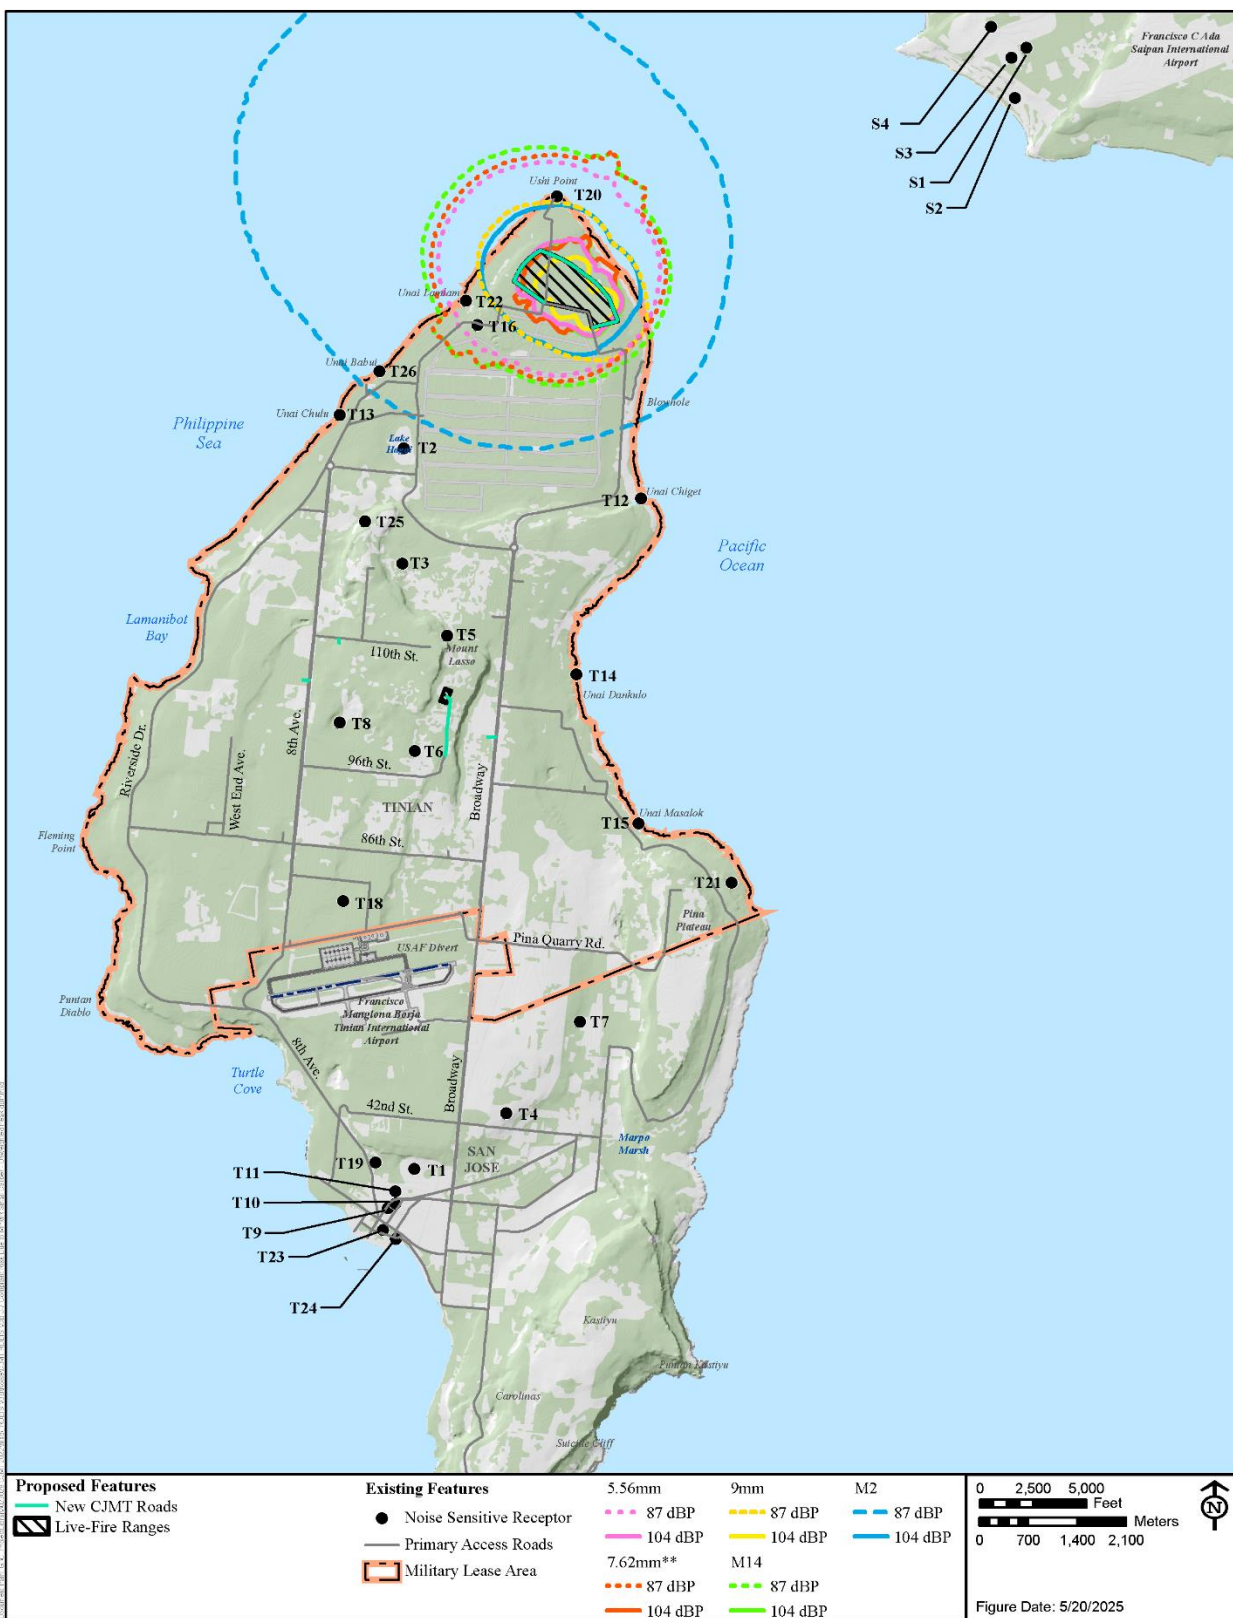 Francisco C Ada
Saipan International
Airport
S4
S3
S1
S2
Ushi Point
T20
Unai Lamlam
T22
T16
Unai Babui
T26
Unai Chulu
T13
Blowhole
Philippine
Sea
Lake
T2
T12
Unai Chiget
T25
Pacific
Ocean
T3
Lamanibot
Bay
T5
Mount
Lasso
110th St.
T14
Unai Dankulo
T8
8th Ave.
T6
96th St.
Riverside Dr.
West End Ave.
Broadway
TINIAN
Unai Masalok
T15
Fleming
Point
86th St.
T21
T18
Pina
Plateau
USAF Divert
Pina Quarry Rd.
Puntan
Diablo
Francisco
Manglona Borja
Tinian International
Airport
T7
8th Ave.
Turtle
Cove
Broadway
42nd St.
T4
Marpo
Marsh
SAN
JOSE
T19
T1
T11
T10
T9
T23
T24
Kastiyu
Puntan Kastiyu
Carolinas
Suicide Cliff
Proposed Features
New CJMT Roads
Live-Fire Ranges
Existing Features
Noise Sensitive Receptor
Primary Access Roads
Military Lease Area
5.56mm
87 dBP
104 dBP
7.62mm**
87 dBP
104 dBP
9mm
87 dBP
104 dBP
M14
87 dBP
104 dBP
M2
87 dBP
104 dBP
0 2,500 5,000
Feet
Meters
0 700 1,400 2,100
N
Figure Date: 5/20/2025